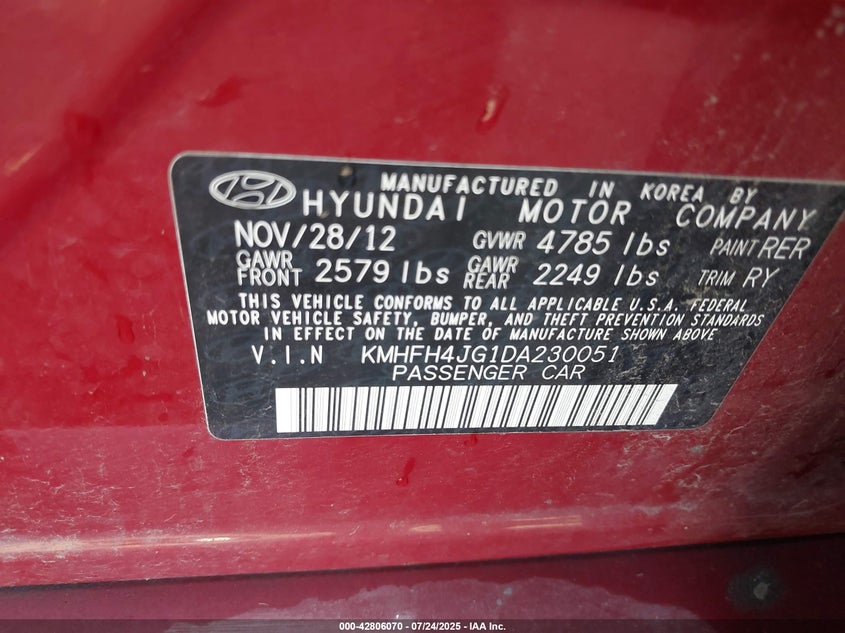 MANUFACTURED IN KOREA BY
HYUNDAI MOTOR COMPANY
NOV/28/12 GVWR 4785 lbs PAINT RER
GAWR FRONT 2579 lbs GAWR REAR 2249 lbs TRIM RY
THIS VEHICLE CONFORMS TO ALL APPLICABLE U.S.A. FEDERAL
MOTOR VEHICLE SAFETY, BUMPER, AND THEFT PREVENTION STANDARDS
IN EFFECT ON THE DATE OF MANUFACTURE SHOWN ABOVE
V.I.N KMHFH4JG1DA230051
PASSENGER CAR
000-42806070 | 07/24/2025 - IAA Inc.